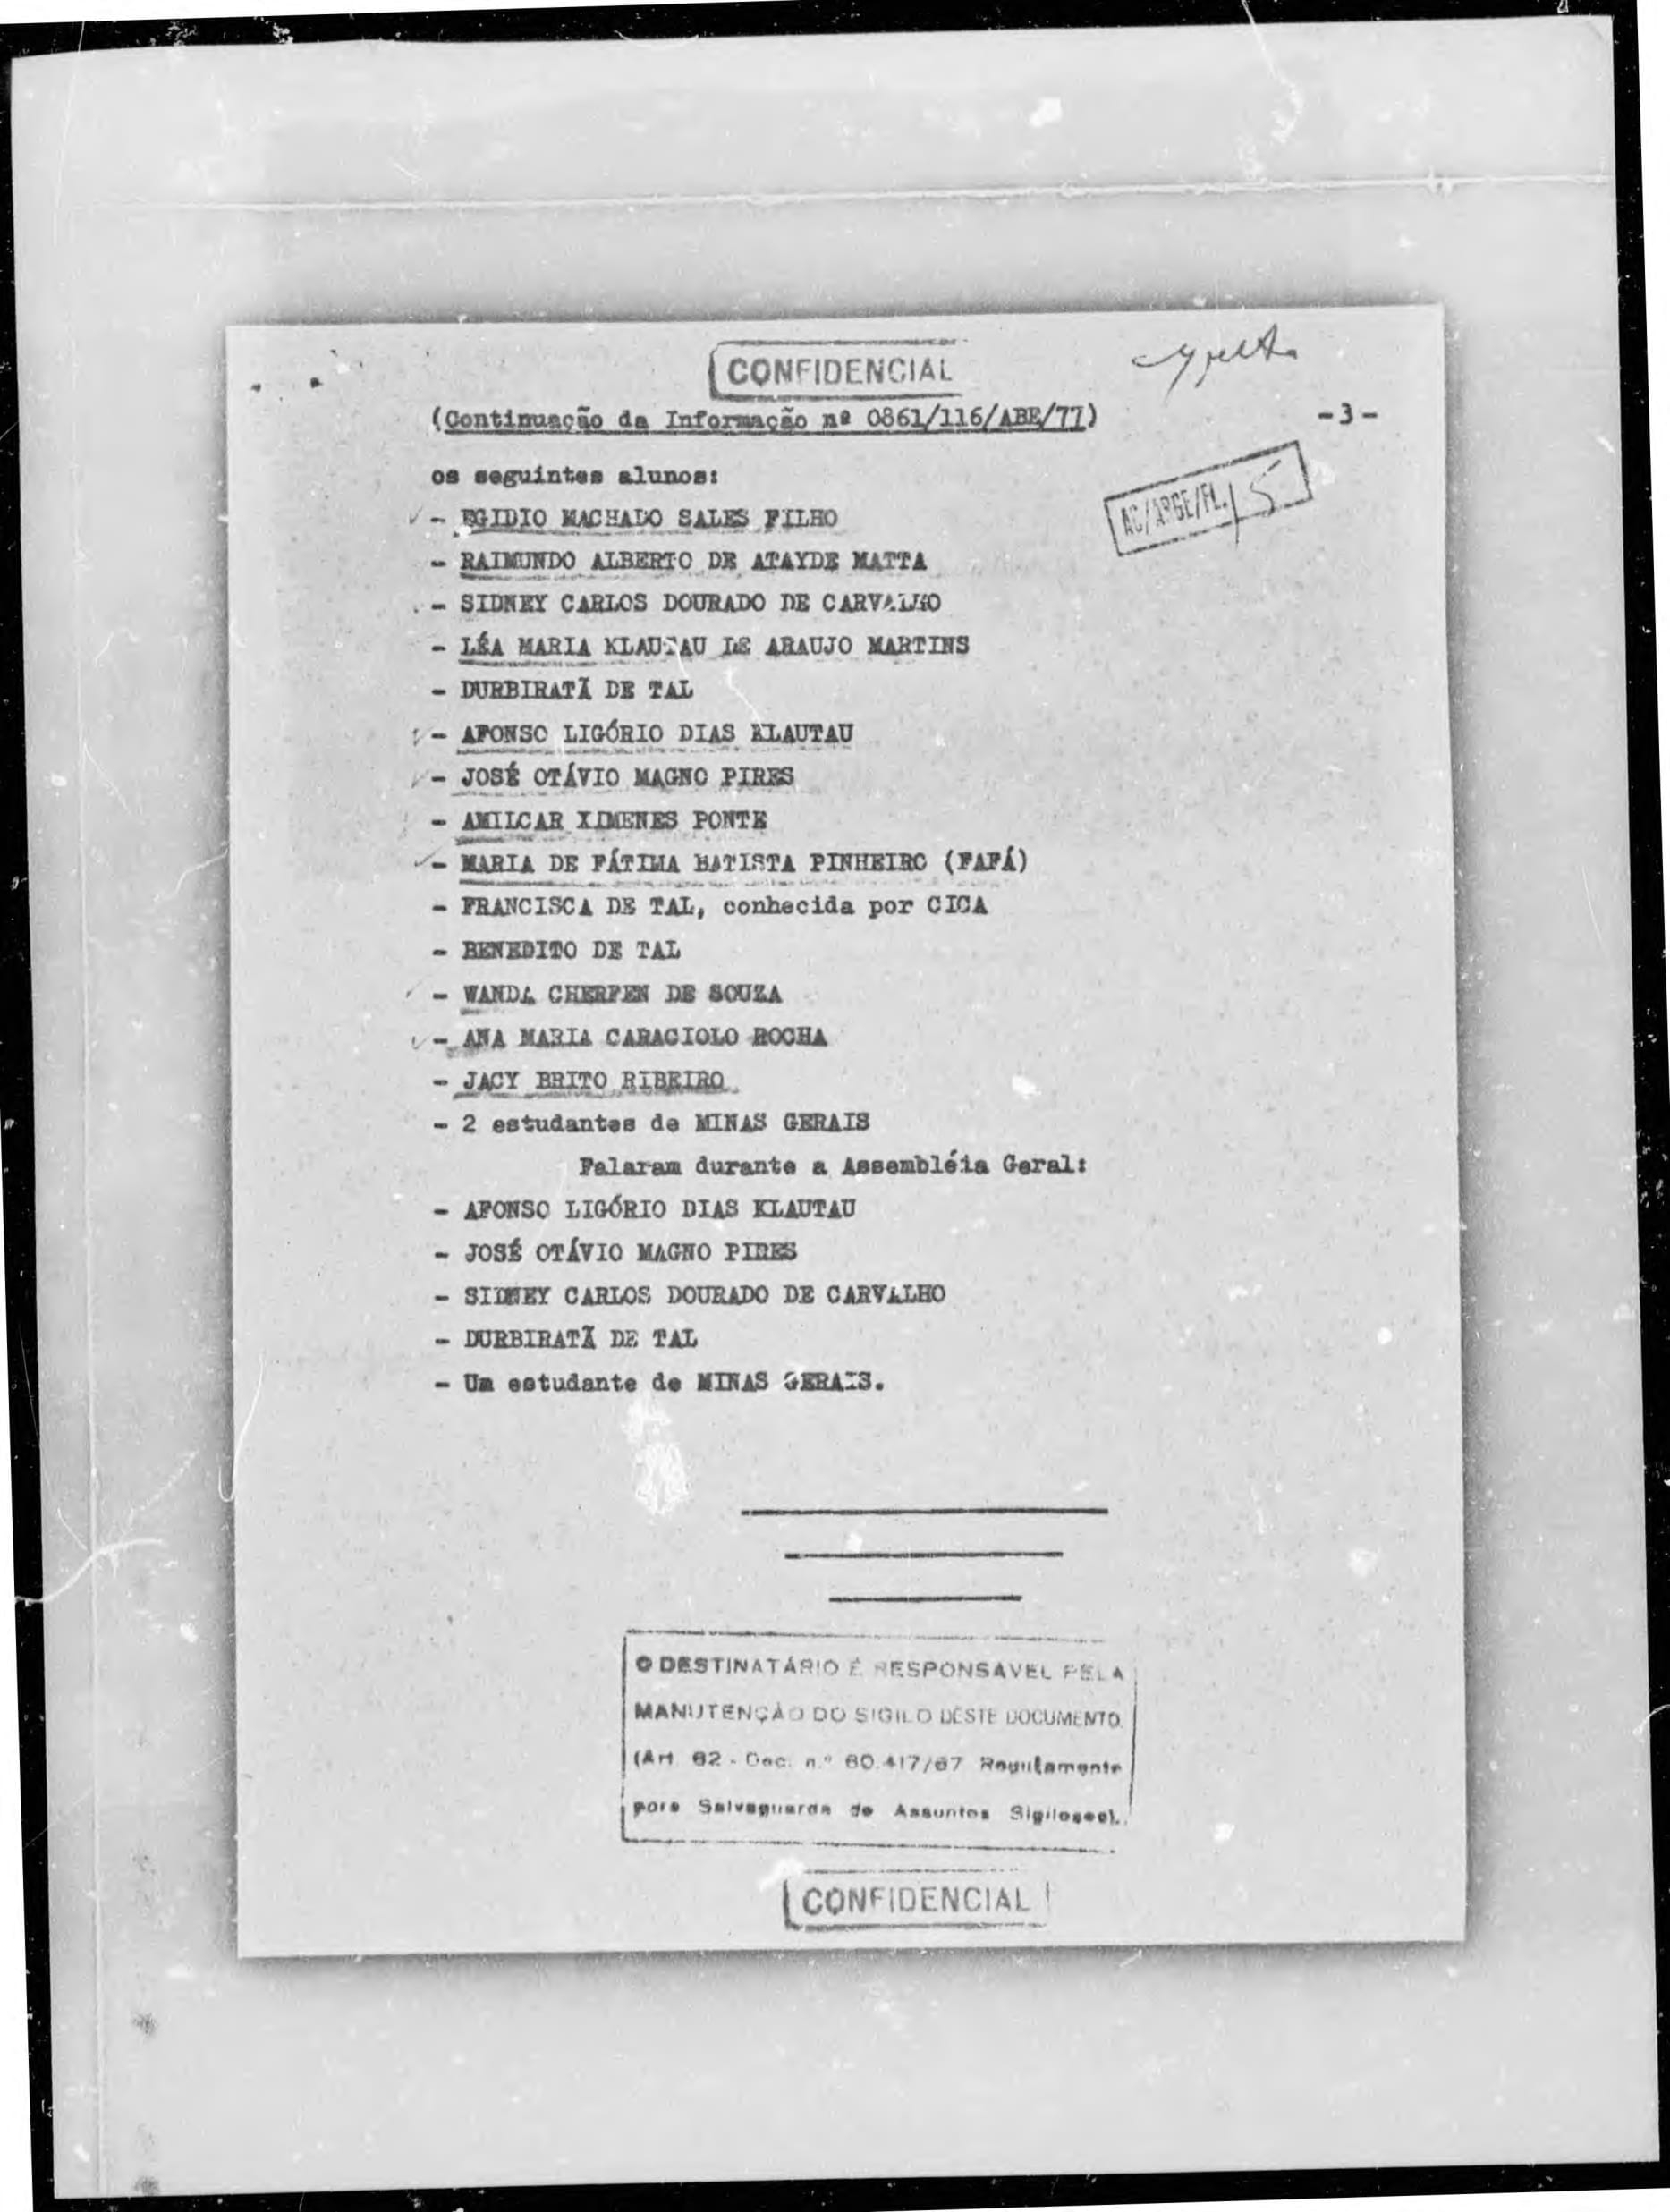 CONFIDENCIAL
(Continuação da Informação nº 0861/116/ABE/77)
-3-
AC/ARGE/FL. 15
os seguintes alunos:
- EGIDIO MACHADO SALES FILHO
- RAIMUNDO ALBERTO DE ATAYDE MATTA
- SIDNEY CARLOS DOURADO DE CARVALHO
- LÉA MARIA KLAUTAU DE ARAUJO MARTINS
- DURBIRATÃ DE TAL
- AFONSO LIGÓRIO DIAS KLAUTAU
- JOSÉ OTÁVIO MAGNO PIRES
- AMILCAR XIMENES PONTE
- MARIA DE FÁTIMA BATISTA PINHEIRO (FAFÁ)
- FRANCISCA DE TAL, conhecida por CICA
- BENEDITO DE TAL
- WANDA CHERFEN DE SOUZA
- ANA MARIA CARACIOLO ROCHA
- JACY BRITO RIBEIRO
- 2 estudantes de MINAS GERAIS
Falaram durante a Assembléia Geral:
- AFONSO LIGÓRIO DIAS KLAUTAU
- JOSÉ OTÁVIO MAGNO PIRES
- SIDNEY CARLOS DOURADO DE CARVALHO
- DURBIRATÃ DE TAL
- Um estudante de MINAS GERAIS.
O DESTINATÁRIO É RESPONSAVEL PELA
MANUTENÇÃO DO SIGILO DESTE DOCUMENTO.
(Art. 62 - Dec. n.º 60.417/67 Regulamento
para Salvaguarda de Assuntos Sigilosos).
CONFIDENCIAL